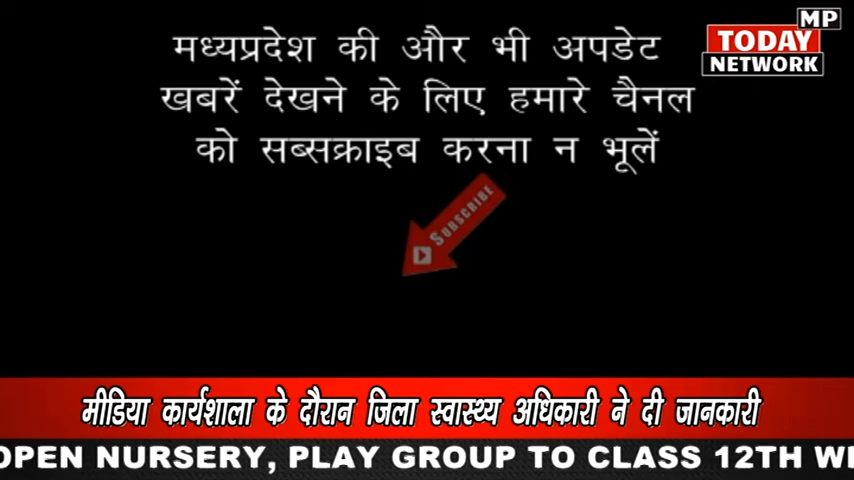 MP
TODAY
NETWORK
मध्यप्रदेश की और भी अपडेट
खबरें देखने के लिए हमारे चैनल
को सब्सक्राइब करना न भूलें
SUBSCRIBE
मीडिया कार्यशाला के दौरान जिला स्वास्थ्य अधिकारी ने दी जानकारी
OPEN NURSERY, PLAY GROUP TO CLASS 12TH